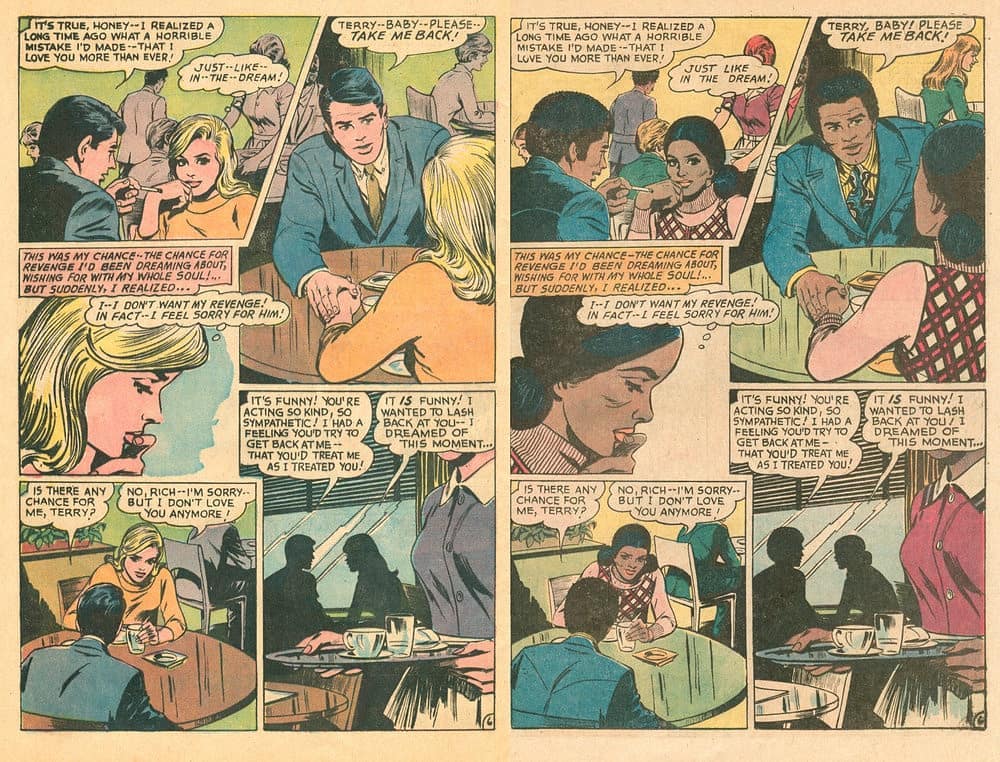 IT'S TRUE, HONEY--I REALIZED A
LONG TIME AGO WHAT A HORRIBLE
MISTAKE I'D MADE--THAT I
LOVE YOU MORE THAN EVER!
JUST--LIKE--
IN--THE--DREAM!
TERRY--BABY--PLEASE--
TAKE ME BACK!
THIS WAS MY CHANCE--THE CHANCE FOR
REVENGE I'D BEEN DREAMING ABOUT,
WISHING FOR WITH MY WHOLE SOUL!...
BUT SUDDENLY, I REALIZED...
I--I DON'T WANT MY REVENGE!
IN FACT--I FEEL SORRY FOR HIM!
IT'S FUNNY! YOU'RE
ACTING SO KIND, SO
SYMPATHETIC! I HAD A
FEELING YOU'D TRY TO
GET BACK AT ME--
THAT YOU'D TREAT ME
AS I TREATED YOU!
IT IS FUNNY! I
WANTED TO LASH
BACK AT YOU--I
DREAMED OF
THIS MOMENT...
IS THERE ANY
CHANCE FOR
ME, TERRY?
NO, RICH--I'M SORRY--
BUT I DON'T LOVE
YOU ANYMORE!
6
IT'S TRUE, HONEY--I REALIZED A
LONG TIME AGO WHAT A HORRIBLE
MISTAKE I'D MADE--THAT I
LOVE YOU MORE THAN EVER!
JUST LIKE
IN THE DREAM!
TERRY, BABY! PLEASE
TAKE ME BACK!
THIS WAS MY CHANCE--THE CHANCE FOR
REVENGE I'D BEEN DREAMING ABOUT,
WISHING FOR WITH MY WHOLE SOUL!...
BUT SUDDENLY, I REALIZED...
I--I DON'T WANT MY REVENGE!
IN FACT--I FEEL SORRY FOR HIM!
IT'S FUNNY! YOU'RE
ACTING SO KIND, SO
SYMPATHETIC! I HAD A
FEELING YOU'D TRY TO
GET BACK AT ME--
THAT YOU'D TREAT ME
AS I TREATED YOU!
IT IS FUNNY! I
WANTED TO LASH
BACK AT YOU! I
DREAMED OF
THIS MOMENT...
IS THERE ANY
CHANCE FOR
ME, TERRY?
NO, RICH--I'M SORRY--
BUT I DON'T LOVE
YOU ANYMORE!
6